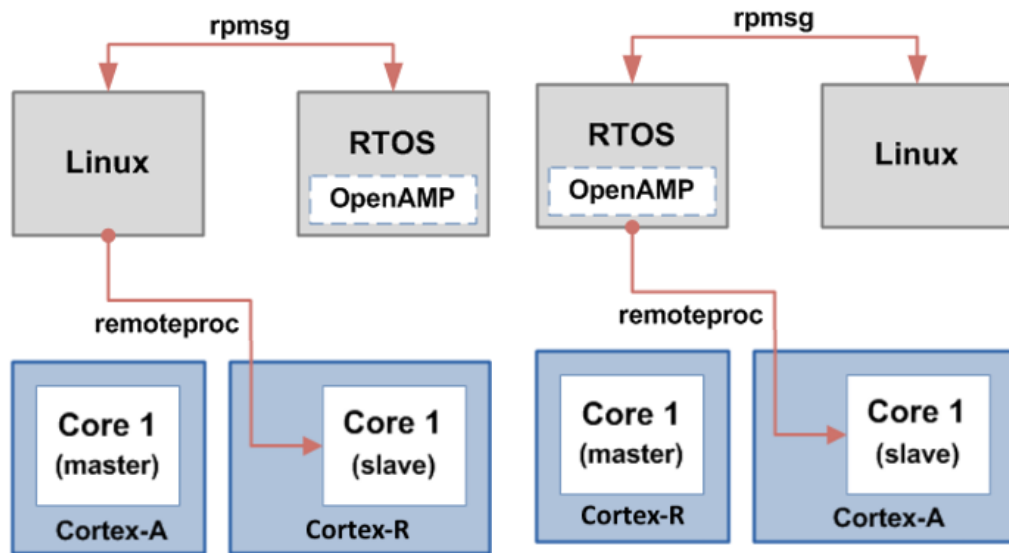 rpmsg
Linux
RTOS
OpenAMP
remoteproc
Core 1
(master)
Cortex-A
Core 1
(slave)
Cortex-R
rpmsg
RTOS
OpenAMP
Linux
remoteproc
Core 1
(master)
Cortex-R
Core 1
(slave)
Cortex-A